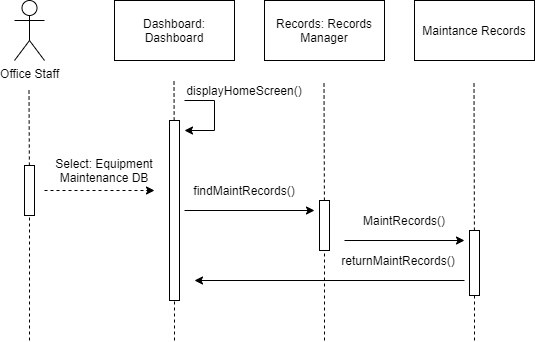 Dashboard:
Dashboard
Records: Records
Manager
Maintance Records
Office Staff
displayHomeScreen()
Select: Equipment
Maintenance DB
findMaintRecords()
MaintRecords()
returnMaintRecords()